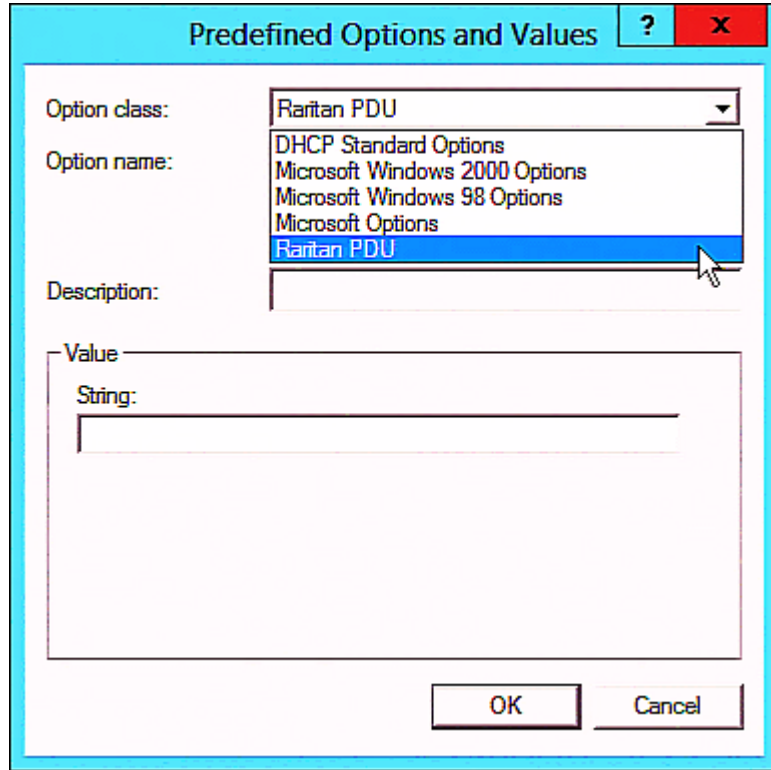 Predefined Options and Values ? x
Option class: Raritan PDU
DHCP Standard Options
Option name:
Microsoft Windows 2000 Options
Microsoft Windows 98 Options
Microsoft Options
Raritan PDU
Description:
Value
String:
OK Cancel